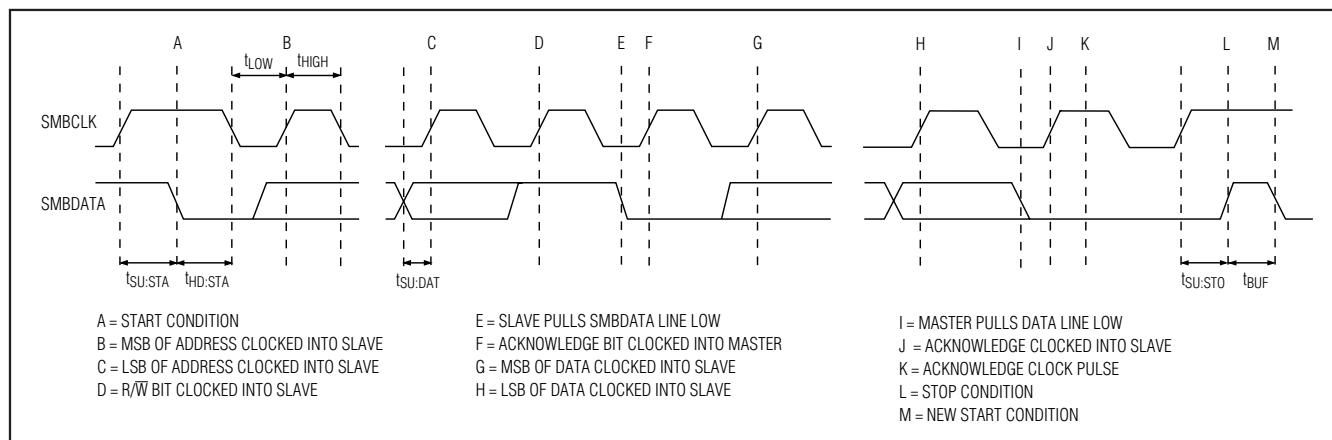 A B C D E F G H I J K L M
tLOW tHIGH
SMBCLK
SMBDATA
tSU:STA tHD:STA tSU:DAT tSU:STO tBUF
A = START CONDITION
B = MSB OF ADDRESS CLOCKED INTO SLAVE
C = LSB OF ADDRESS CLOCKED INTO SLAVE
D = R/W̅ BIT CLOCKED INTO SLAVE
E = SLAVE PULLS SMBDATA LINE LOW
F = ACKNOWLEDGE BIT CLOCKED INTO MASTER
G = MSB OF DATA CLOCKED INTO SLAVE
H = LSB OF DATA CLOCKED INTO SLAVE
I = MASTER PULLS DATA LINE LOW
J = ACKNOWLEDGE CLOCKED INTO SLAVE
K = ACKNOWLEDGE CLOCK PULSE
L = STOP CONDITION
M = NEW START CONDITION